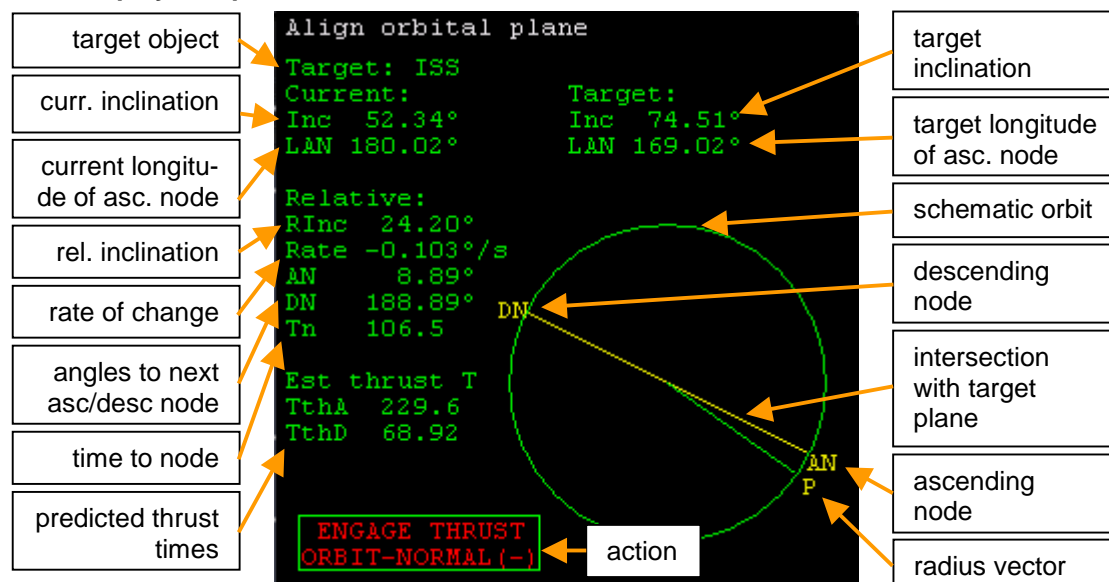 Align orbital plane
Target: ISS
Current:
Inc 52.34°
LAN 180.02°
Target:
Inc 74.51°
LAN 169.02°
Relative:
RInc 24.20°
Rate -0.103°/s
AN 8.89°
DN 188.89°
Tn 106.5
Est thrust T
TthA 229.6
TthD 68.92
DN
AN
P
ENGAGE THRUST
ORBIT-NORMAL(-)
target object
curr. inclination
current longitu-
de of asc. node
rel. inclination
rate of change
angles to next
asc/desc node
time to node
predicted thrust
times
action
target
inclination
target longitude
of asc. node
schematic orbit
descending
node
intersection
with target
plane
ascending
node
radius vector